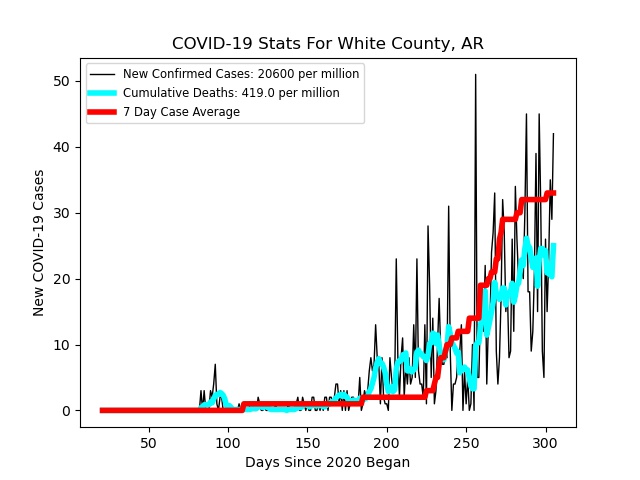 COVID-19 Stats For White County, AR
New Confirmed Cases: 20600 per million
Cumulative Deaths: 419.0 per million
7 Day Case Average
New COVID-19 Cases
50
40
30
20
10
0
50 100 150 200 250 300
Days Since 2020 Began